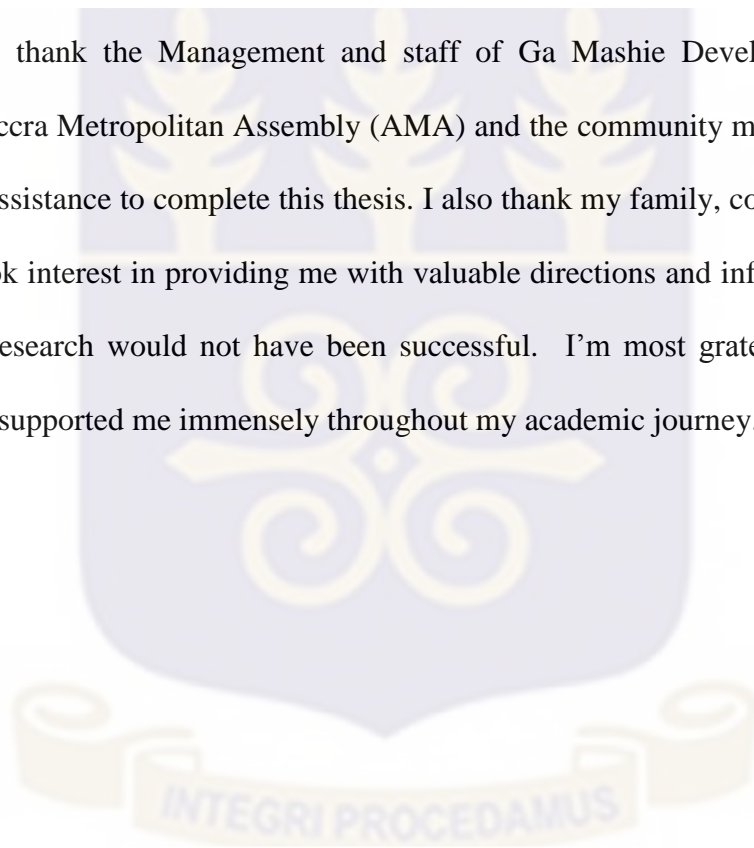 thank the Management and staff of Ga Mashie Devel
ccra Metropolitan Assembly (AMA) and the community m
ssistance to complete this thesis. I also thank my family, co
ok interest in providing me with valuable directions and inf
esearch would not have been successful. I’m most grate
supported me immensely throughout my academic journey.
INTEGRI PROCEDAMUS